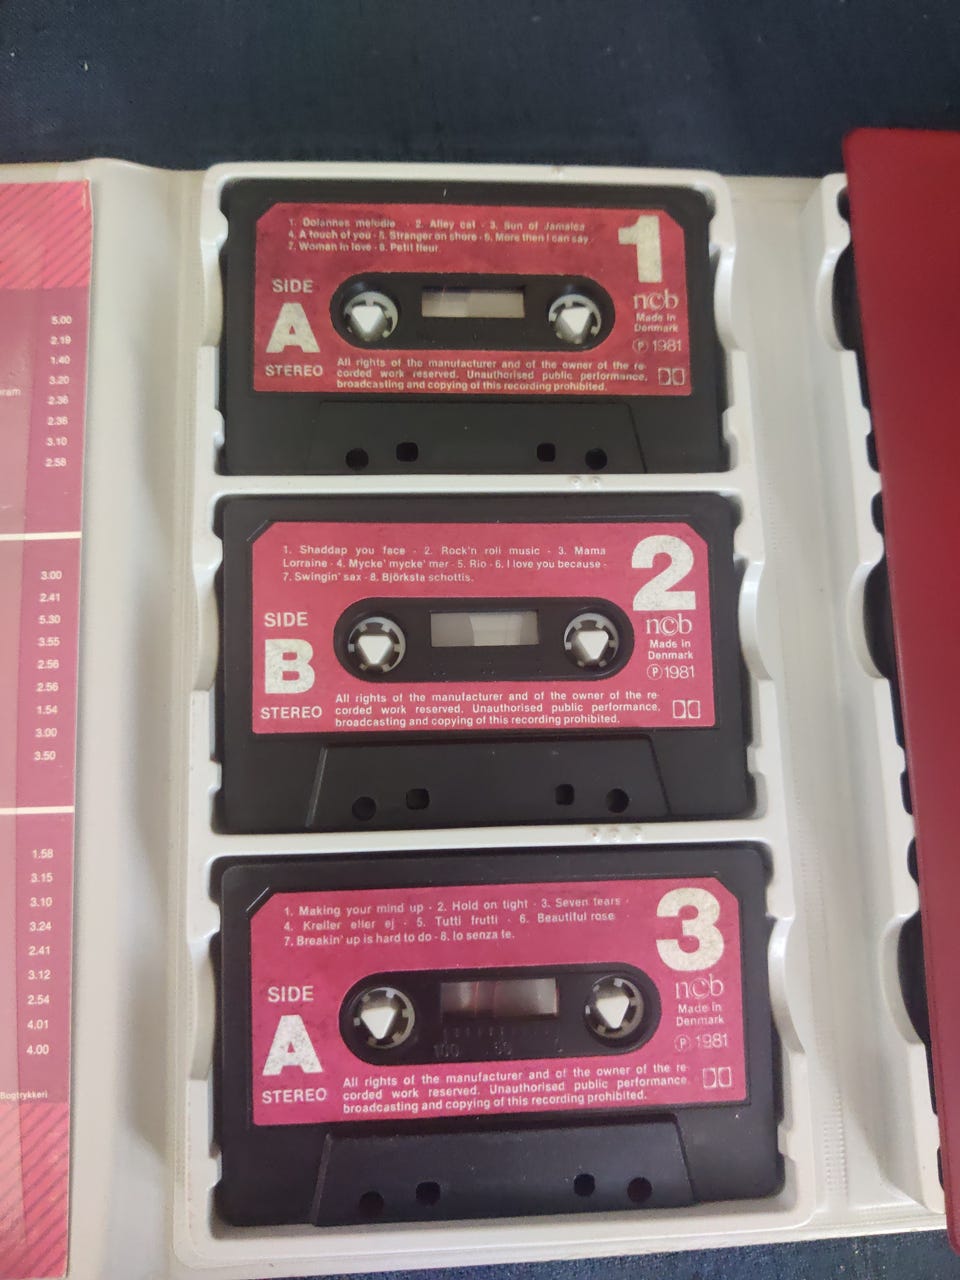 5.00
2.19
1.40
3.20
2.36
2.36
3.10
2.58
3.00
2.41
5.30
3.55
2.56
2.56
1.54
3.00
3.50
1.58
3.15
3.10
3.24
2.41
3.12
2.54
4.01
4.00
Bogtrykkeri
1. Dolannes melodie · 2. Alley cat · 3. Sun of Jamaica
4. A touch of you · 5. Stranger on shore · 6. More then I can say
7. Woman in love · 8. Petit fleur
1
SIDE
A
STEREO
ncb
Made in
Denmark
Ⓟ 1981
All rights of the manufacturer and of the owner of the re-
corded work reserved. Unauthorised public performance,
broadcasting and copying of this recording prohibited.
1. Shaddap you face · 2. Rock'n roll music · 3. Mama
Lorraine · 4. Mycke' mycke' mer · 5. Rio · 6. I love you because ·
7. Swingin' sax · 8. Björksta schottis.
2
SIDE
B
STEREO
ncb
Made in
Denmark
Ⓟ 1981
All rights of the manufacturer and of the owner of the re-
corded work reserved. Unauthorised public performance,
broadcasting and copying of this recording prohibited.
1. Making your mind up · 2. Hold on tight · 3. Seven tears ·
4. Krøller eller ej · 5. Tutti frutti · 6. Beautiful rose
7. Breakin' up is hard to do · 8. Io senza te.
3
SIDE
A
STEREO
ncb
Made in
Denmark
Ⓟ 1981
100 50 0
All rights of the manufacturer and of the owner of the re-
corded work reserved. Unauthorised public performance.
broadcasting and copying of this recording prohibited.